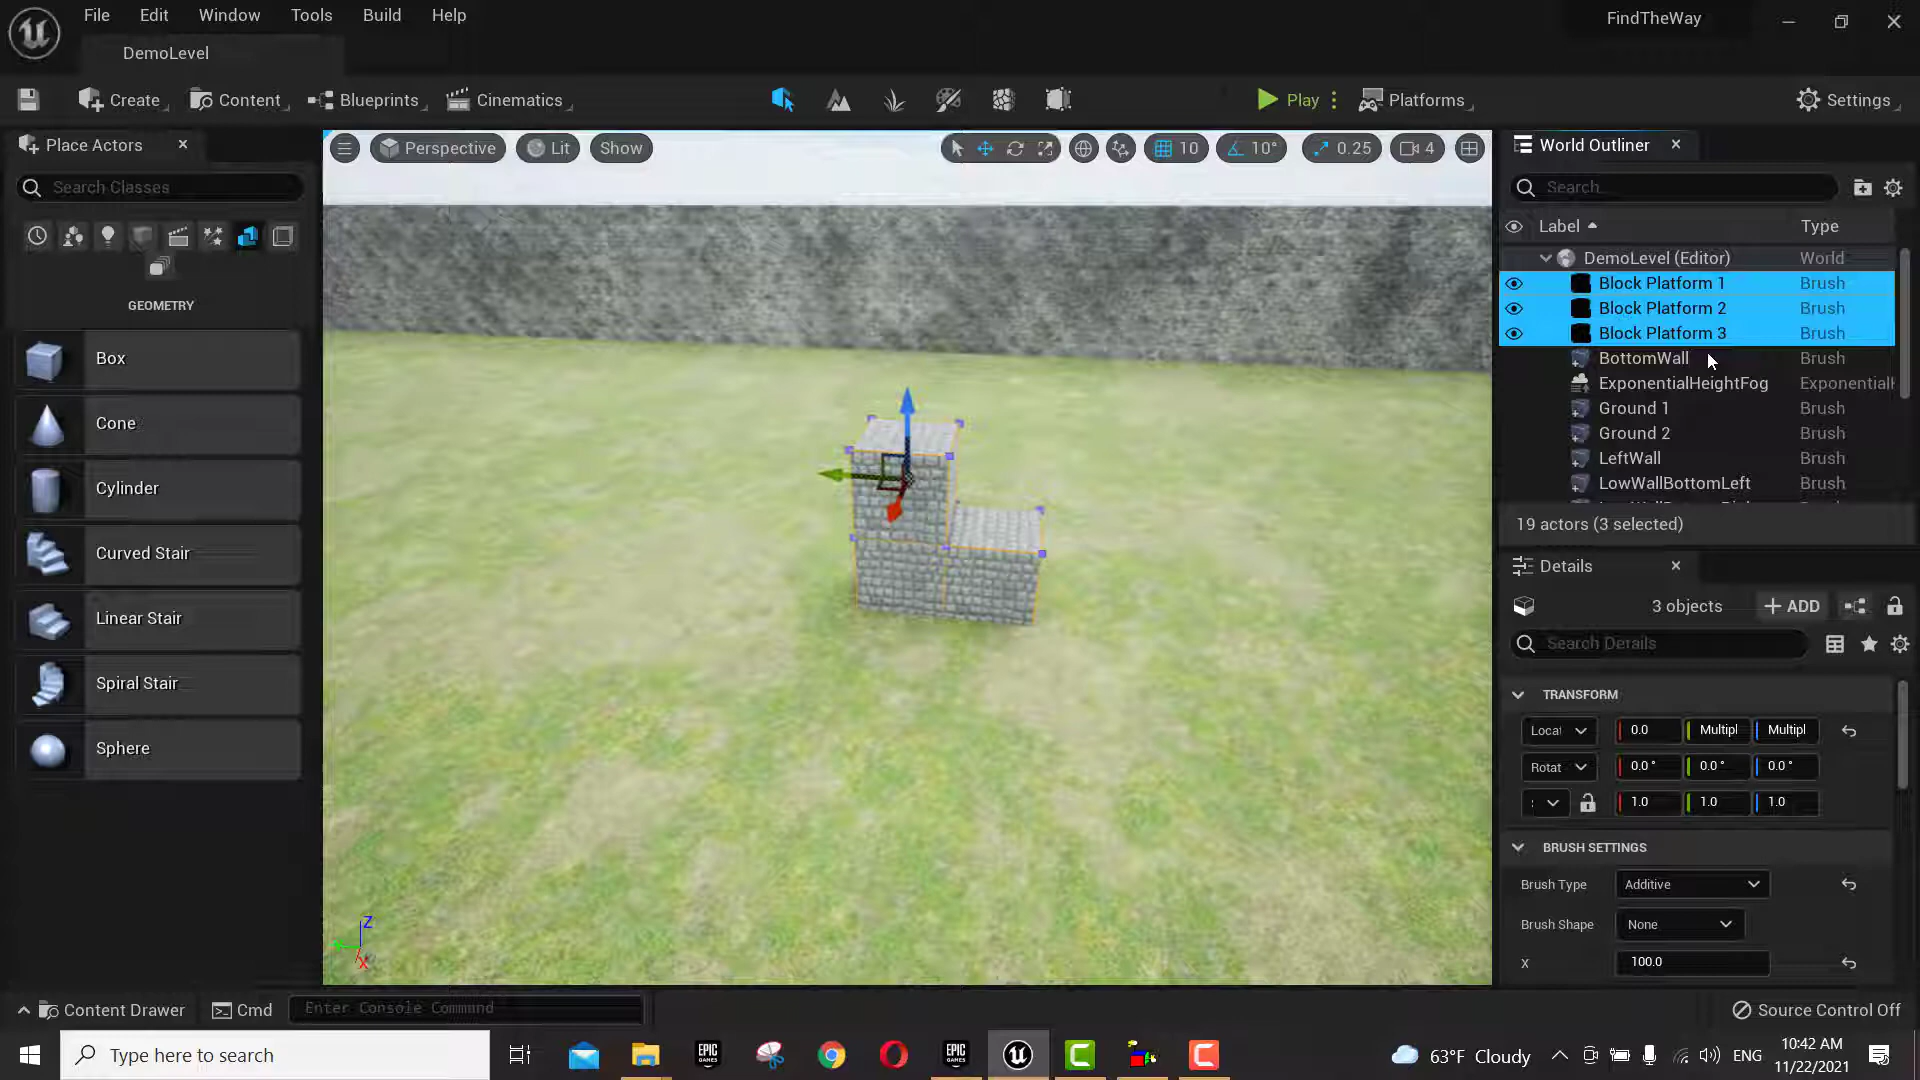 File Edit Window Tools Build Help
FindTheWay
DemoLevel
Create
Content
Blueprints
Cinematics
Play
Platforms
Settings
Place Actors
Search Classes
GEOMETRY
Box
Cone
Cylinder
Curved Stair
Linear Stair
Spiral Stair
Sphere
Perspective
Lit
Show
10
10°
0.25
4
Z
X
World Outliner
Search...
Label Type
DemoLevel (Editor) World
Block Platform 1 Brush
Block Platform 2 Brush
Block Platform 3 Brush
BottomWall Brush
ExponentialHeightFog Exponential
Ground 1 Brush
Ground 2 Brush
LeftWall Brush
LowWallBottomLeft Brush
19 actors (3 selected)
Details
3 objects
ADD
Search Details
TRANSFORM
Locat 0.0 Multipl Multipl
Rotat 0.0 ° 0.0 ° 0.0 °
1.0 1.0 1.0
BRUSH SETTINGS
Brush Type Additive
Brush Shape None
X 100.0
Content Drawer
Cmd
Enter Console Command
Source Control Off
Type here to search
EPIC
GAMES
EPIC
GAMES
63°F Cloudy
ENG
10:42 AM
11/22/2021